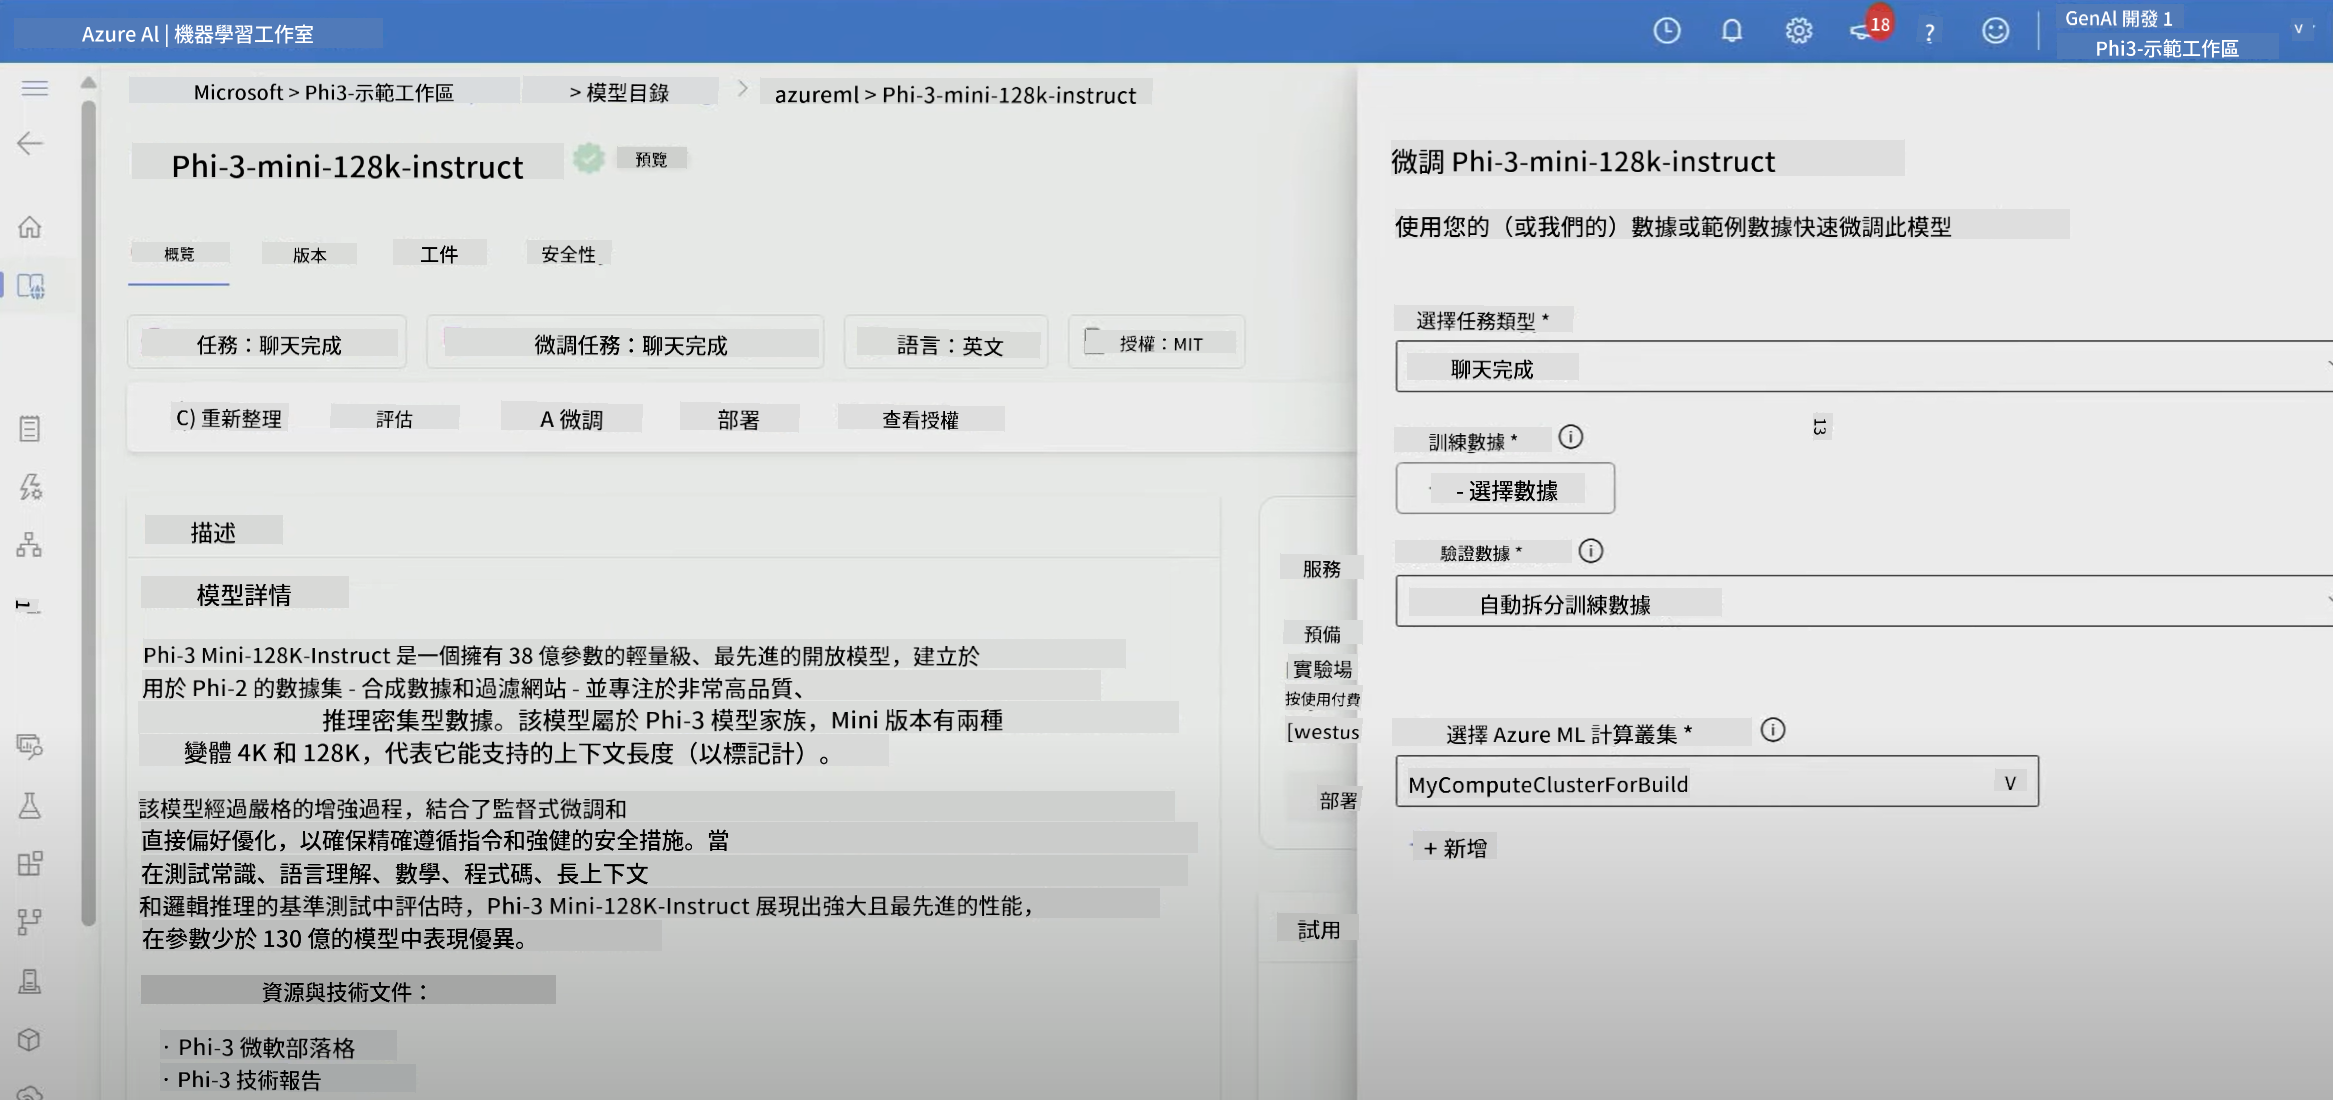 Azure Al | 機器學習工作室
18
?
GenAl 開發 1
Phi3-示範工作區
Microsoft > Phi3-示範工作區 > 模型目錄 > azureml > Phi-3-mini-128k-instruct
Phi-3-mini-128k-instruct 預覽
概覽 版本 工件 安全性
任務：聊天完成 微調任務：聊天完成 語言：英文 授權：MIT
C) 重新整理 評估 A 微調 部署 查看授權
描述
模型詳情
Phi-3 Mini-128K-Instruct 是一個擁有 38 億參數的輕量級、最先進的開放模型，建立於
用於 Phi-2 的數據集 - 合成數據和過濾網站 - 並專注於非常高品質、
推理密集型數據。該模型屬於 Phi-3 模型家族，Mini 版本有兩種
變體 4K 和 128K，代表它能支持的上下文長度（以標記計）。
該模型經過嚴格的增強過程，結合了監督式微調和
直接偏好優化，以確保精確遵循指令和強健的安全措施。當
在測試常識、語言理解、數學、程式碼、長上下文
和邏輯推理的基準測試中評估時，Phi-3 Mini-128K-Instruct 展現出強大且最先進的性能，
在參數少於 130 億的模型中表現優異。
資源與技術文件：
· Phi-3 微軟部落格
· Phi-3 技術報告
服務
預備
實驗場
按使用付費
[westus
部署
試用
微調 Phi-3-mini-128k-instruct
使用您的（或我們的）數據或範例數據快速微調此模型
選擇任務類型 *
聊天完成
13
訓練數據 *
- 選擇數據
驗證數據 *
自動拆分訓練數據
選擇 Azure ML 計算叢集 *
MyComputeClusterForBuild V
+ 新增